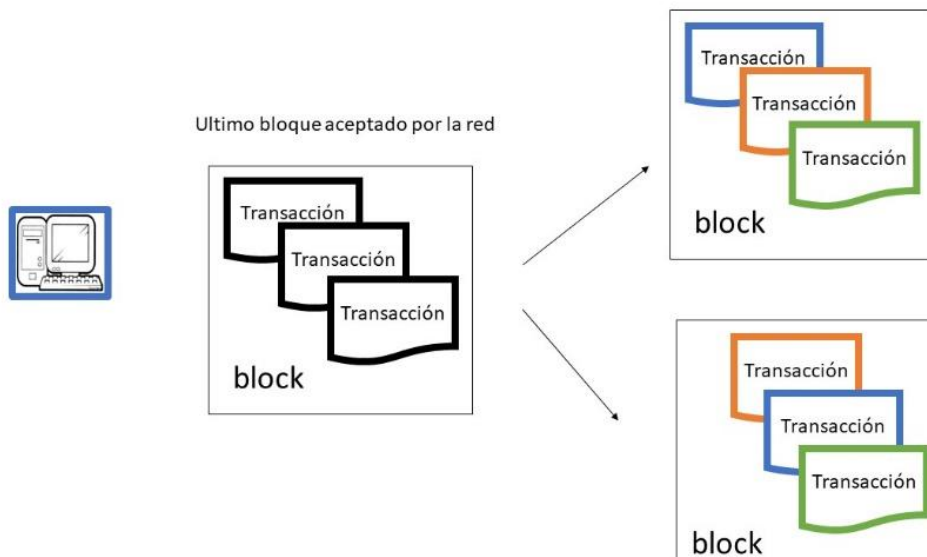 Ultimo bloque aceptado por la red
Transacción
Transacción
Transacción
block
Transacción
Transacción
Transacción
block
Transacción
Transacción
Transacción
block